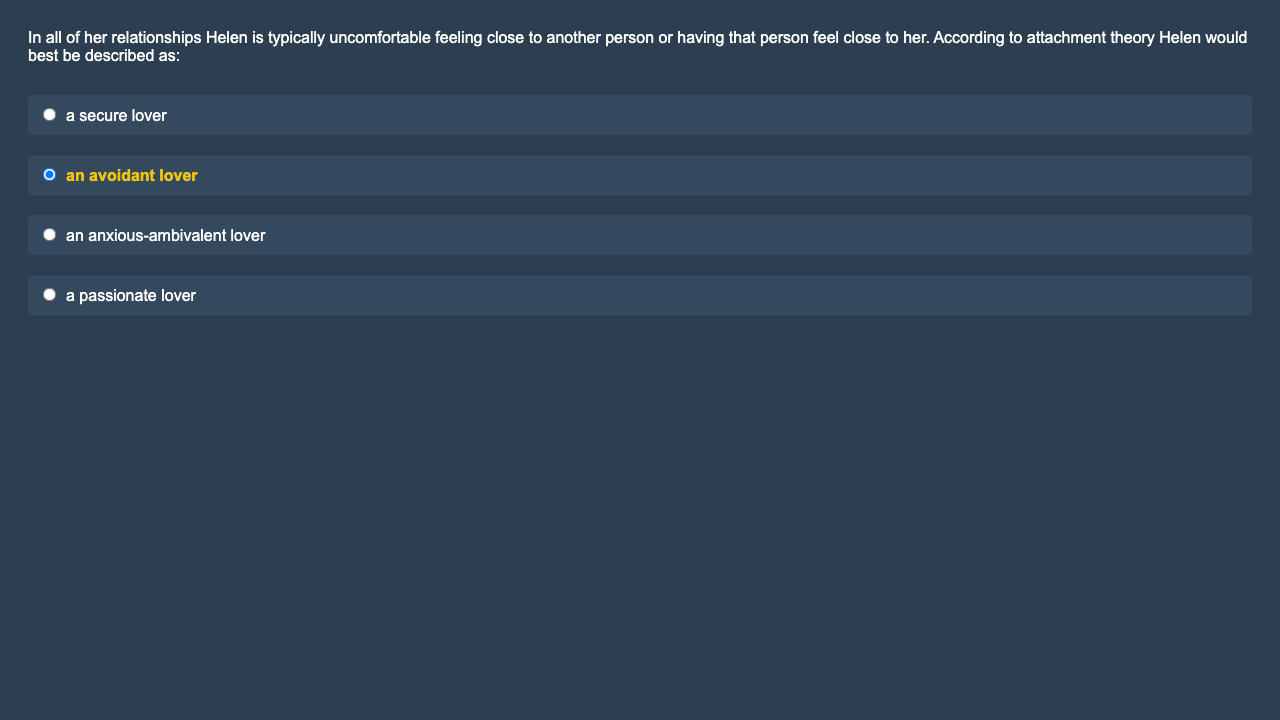 In all of her relationships Helen is typically uncomfortable feeling close to another person or having that person feel close to her. According to attachment theory Helen would
best be described as:
a secure lover
an avoidant lover
an anxious-ambivalent lover
a passionate lover